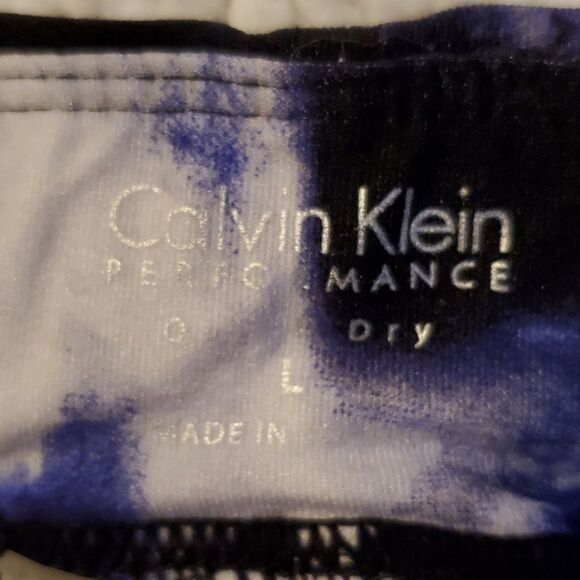 Calvin Klein
PERFORMANCE
Dry
L
MADE IN